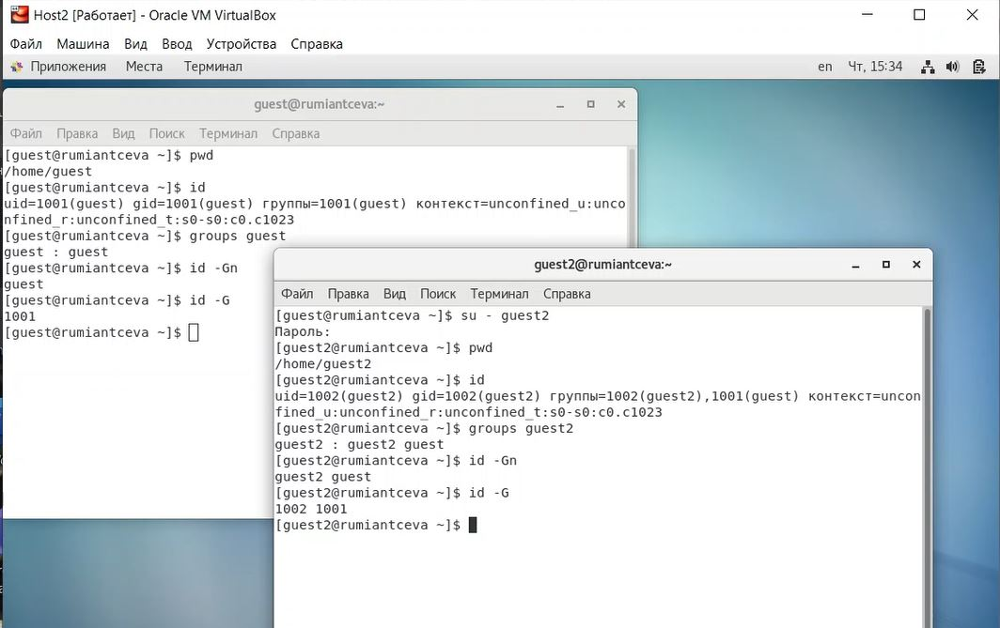 Host2 [Работает] - Oracle VM VirtualBox
Файл Машина Вид Ввод Устройства Справка
Приложения Места Терминал en Чт, 15:34
guest@rumiantceva:~
Файл Правка Вид Поиск Терминал Справка
[guest@rumiantceva ~]$ pwd
/home/guest
[guest@rumiantceva ~]$ id
uid=1001(guest) gid=1001(guest) группы=1001(guest) контекст=unconfined_u:unco
nfined_r:unconfined_t:s0-s0:c0.c1023
[guest@rumiantceva ~]$ groups guest
guest : guest
[guest@rumiantceva ~]$ id -Gn
guest
[guest@rumiantceva ~]$ id -G
1001
[guest@rumiantceva ~]$
guest2@rumiantceva:~
Файл Правка Вид Поиск Терминал Справка
[guest@rumiantceva ~]$ su - guest2
Пароль:
[guest2@rumiantceva ~]$ pwd
/home/guest2
[guest2@rumiantceva ~]$ id
uid=1002(guest2) gid=1002(guest2) группы=1002(guest2),1001(guest) контекст=uncon
fined_u:unconfined_r:unconfined_t:s0-s0:c0.c1023
[guest2@rumiantceva ~]$ groups guest2
guest2 : guest2 guest
[guest2@rumiantceva ~]$ id -Gn
guest2 guest
[guest2@rumiantceva ~]$ id -G
1002 1001
[guest2@rumiantceva ~]$